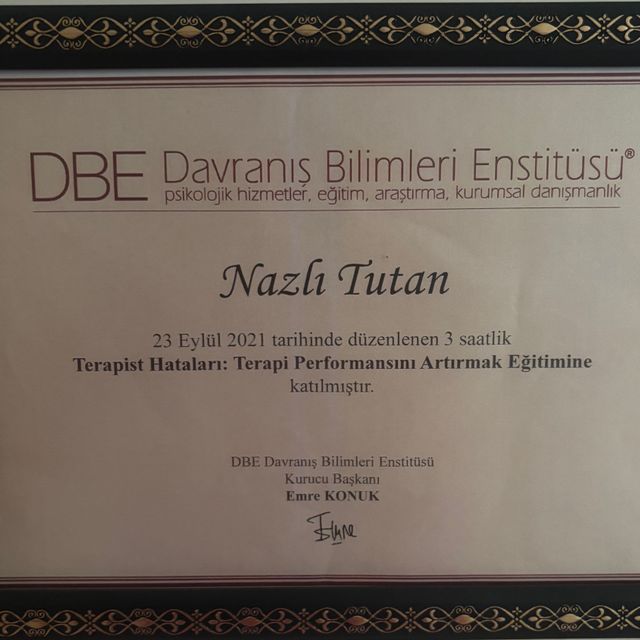 DBE Davranış Bilimleri Enstitüsü®
psikolojik hizmetler, eğitim, araştırma, kurumsal danışmanlık
Nazlı Tutan
23 Eylül 2021 tarihinde düzenlenen 3 saatlik
Terapist Hataları: Terapi Performansını Artırmak Eğitimine
katılmıştır.
DBE Davranış Bilimleri Enstitüsü
Kurucu Başkanı
Emre KONUK